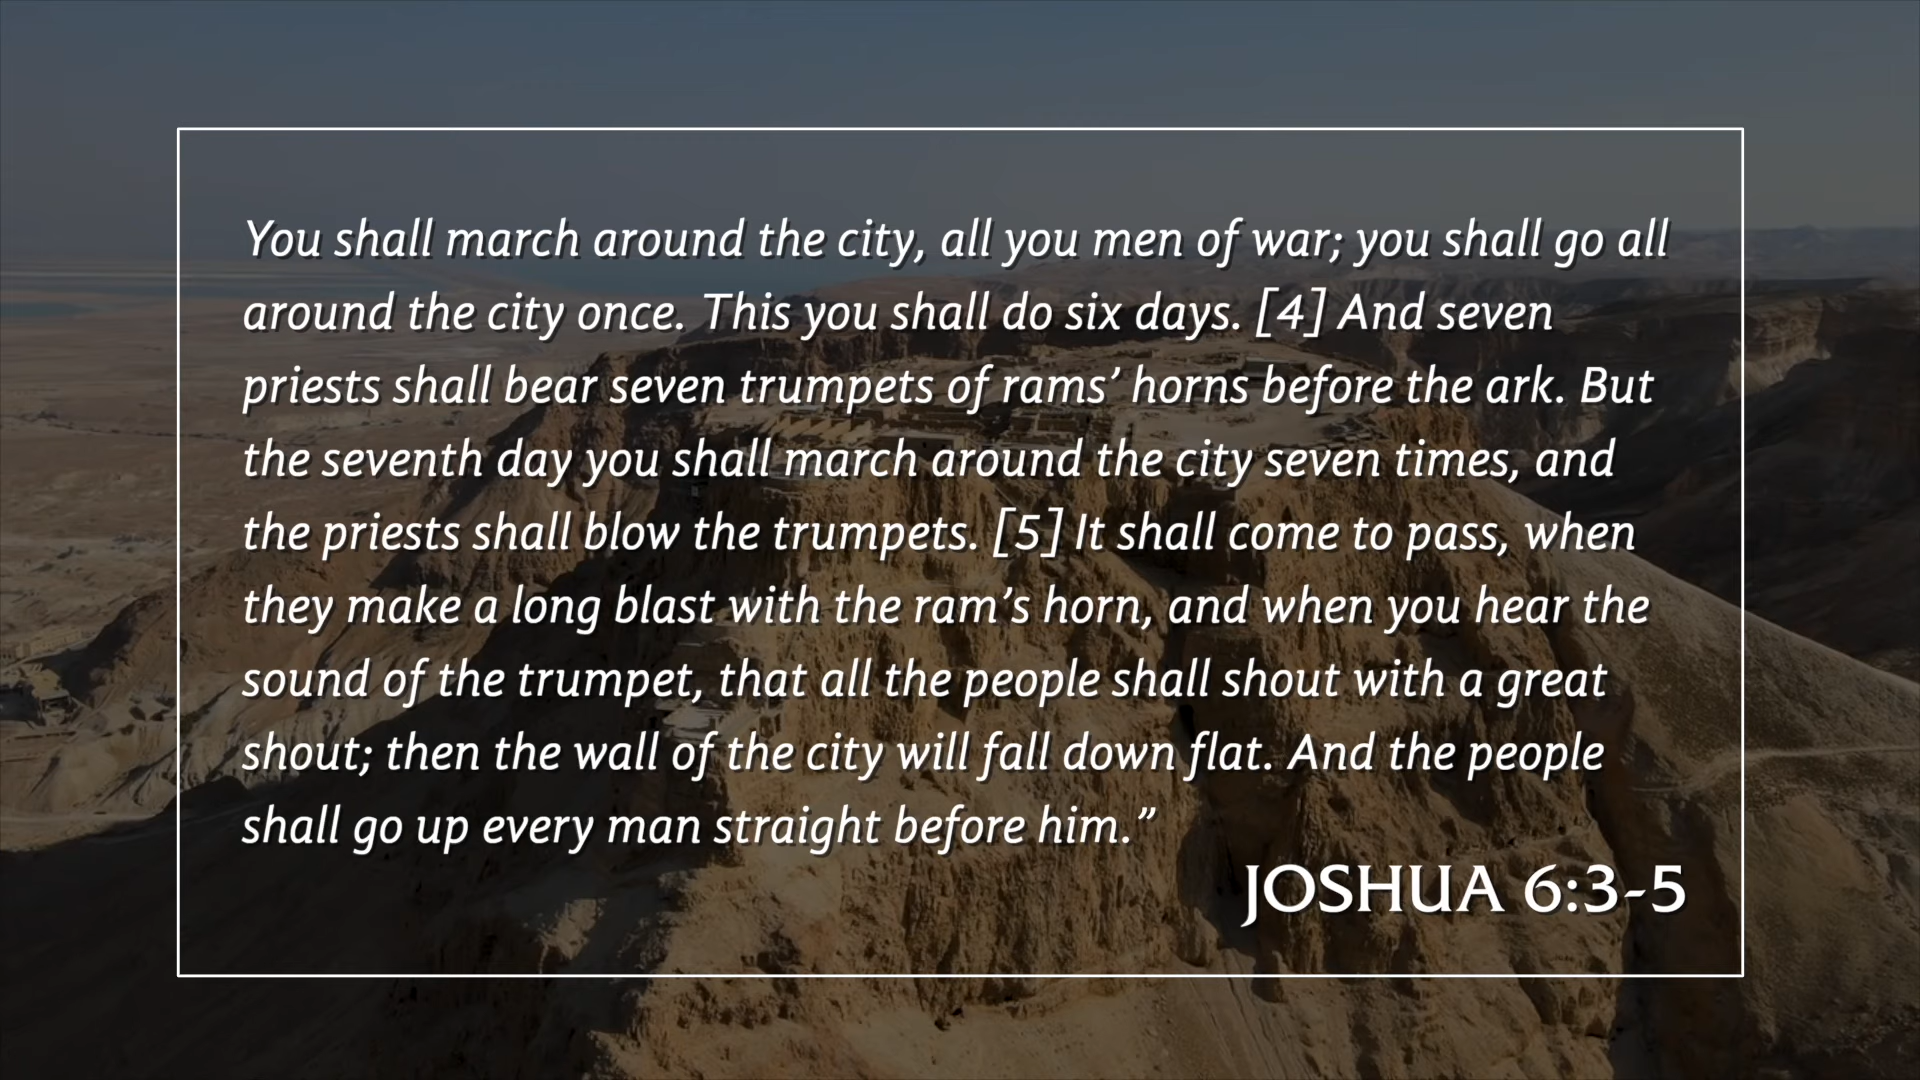 You shall march around the city, all you men of war; you shall go all
around the city once. This you shall do six days. [4] And seven
priests shall bear seven trumpets of rams’ horns before the ark. But
the seventh day you shall march around the city seven times, and
the priests shall blow the trumpets. [5] It shall come to pass, when
they make a long blast with the ram’s horn, and when you hear the
sound of the trumpet, that all the people shall shout with a great
shout; then the wall of the city will fall down flat. And the people
shall go up every man straight before him.”
JOSHUA 6:3-5